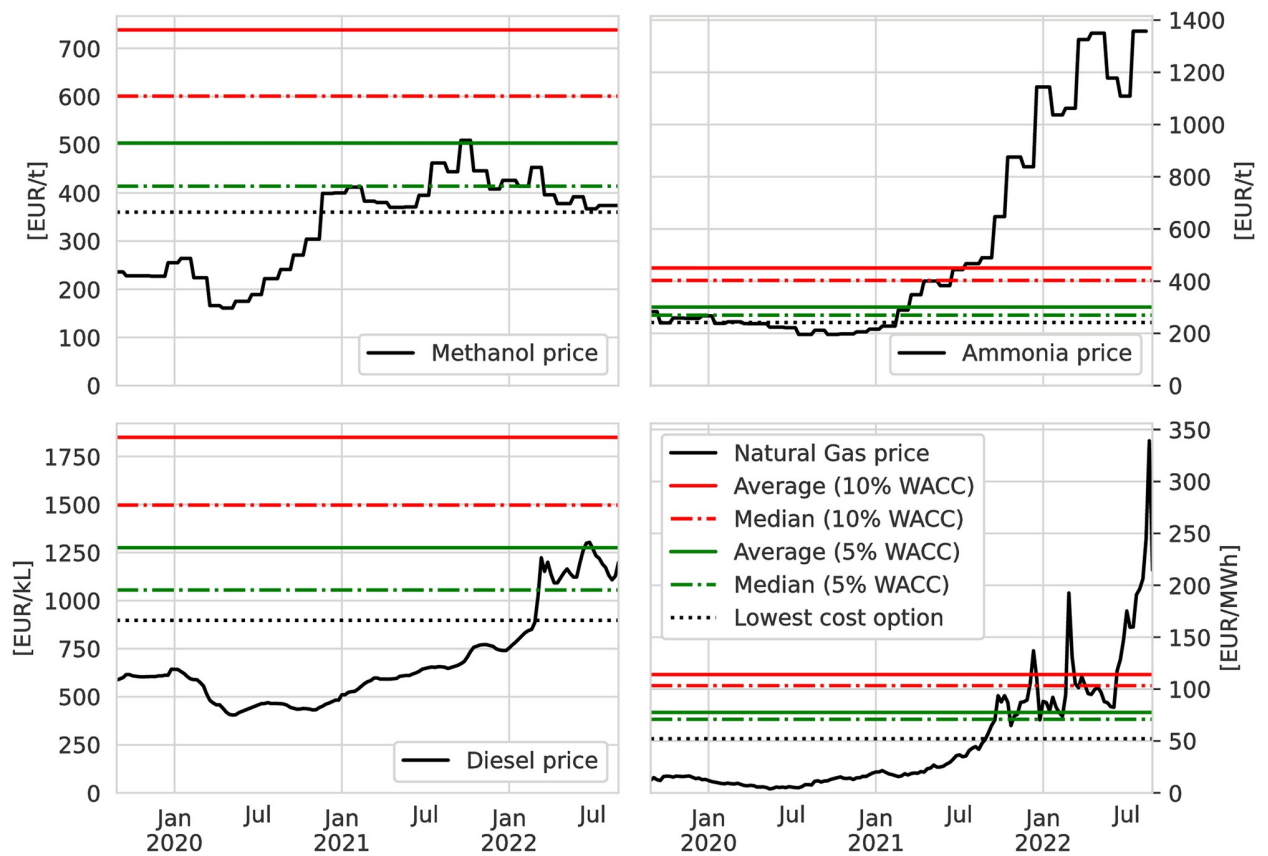 700
600
500
400
300
200
100
0
[EUR/t]
Methanol price
1400
1200
1000
800
600
400
200
0
[EUR/t]
Ammonia price
1750
1500
1250
1000
750
500
250
0
[EUR/kL]
Diesel price
Jan
2020
Jul
Jan
2021
Jul
Jan
2022
Jul
Natural Gas price
Average (10% WACC)
Median (10% WACC)
Average (5% WACC)
Median (5% WACC)
Lowest cost option
350
300
250
200
150
100
50
0
[EUR/MWh]
Jan
2020
Jul
Jan
2021
Jul
Jan
2022
Jul